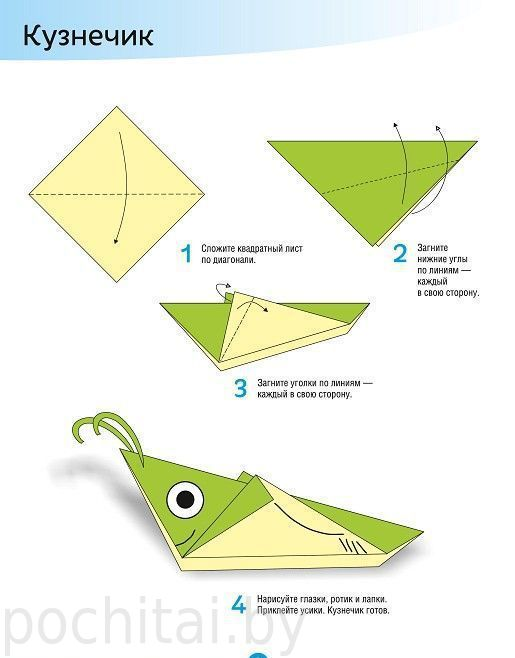 Кузнечик
1 Сложите квадратный лист
по диагонали.
2 Загните
нижние углы
по линиям —
каждый
в свою сторону.
3 Загните уголки по линиям —
каждый в свою сторону.
4 Нарисуйте глазки, ротик и лапки.
Приклейте усики. Кузнечик готов.
pochitai.by